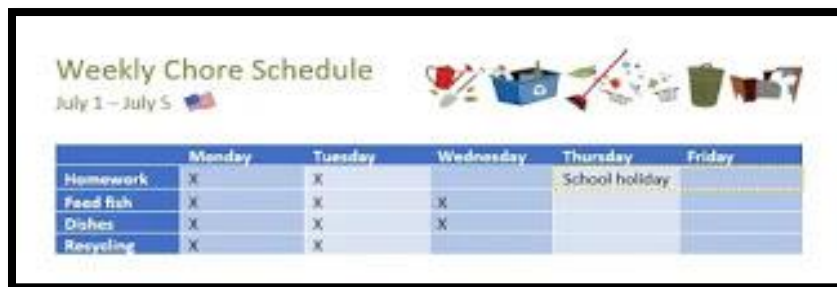 Weekly Chore Schedule
July 1 – July 5
Monday Tuesday Wednesday Thursday Friday
Homework X X School holiday
Feed fish X X X
Dishes X X X
Recycling X X